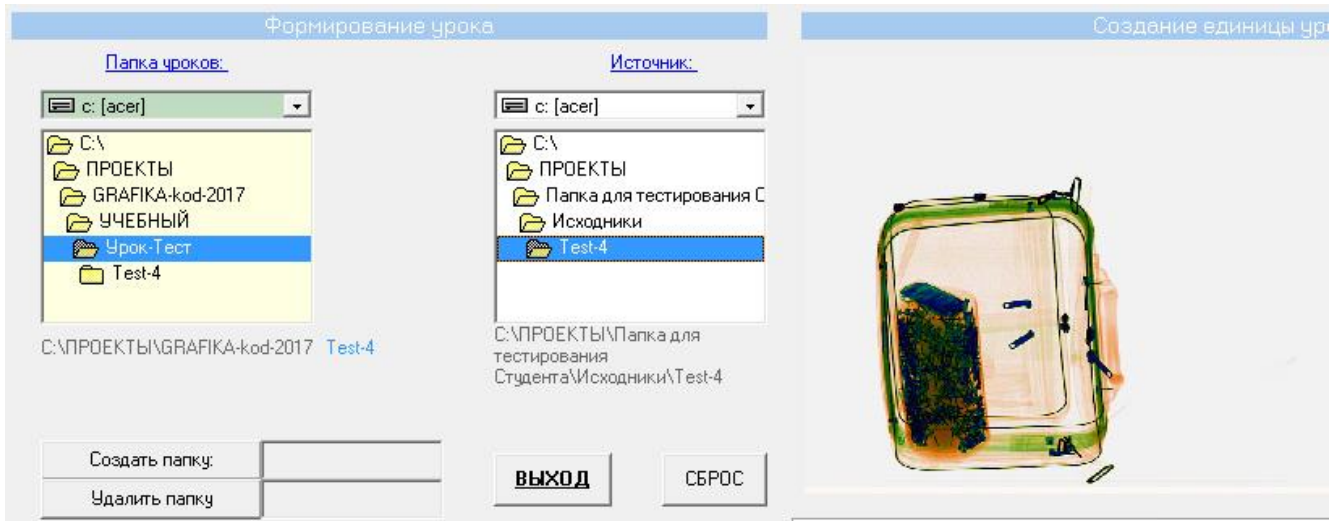 Формирование урока
Создание единицы уро
Папка уроков:
Источник:
c: [acer]
c: [acer]
C:\
ПРОЕКТЫ
GRAFIKA-kod-2017
УЧЕБНЫЙ
Урок-Тест
Test-4
C:\
ПРОЕКТЫ
Папка для тестирования С
Исходники
Test-4
C:\ПРОЕКТЫ\GRAFIKA-kod-2017
Test-4
C:\ПРОЕКТЫ\Папка для
тестирования
Студента\Исходники\Test-4
Создать папку:
Удалить папку
ВЫХОД
СБРОС